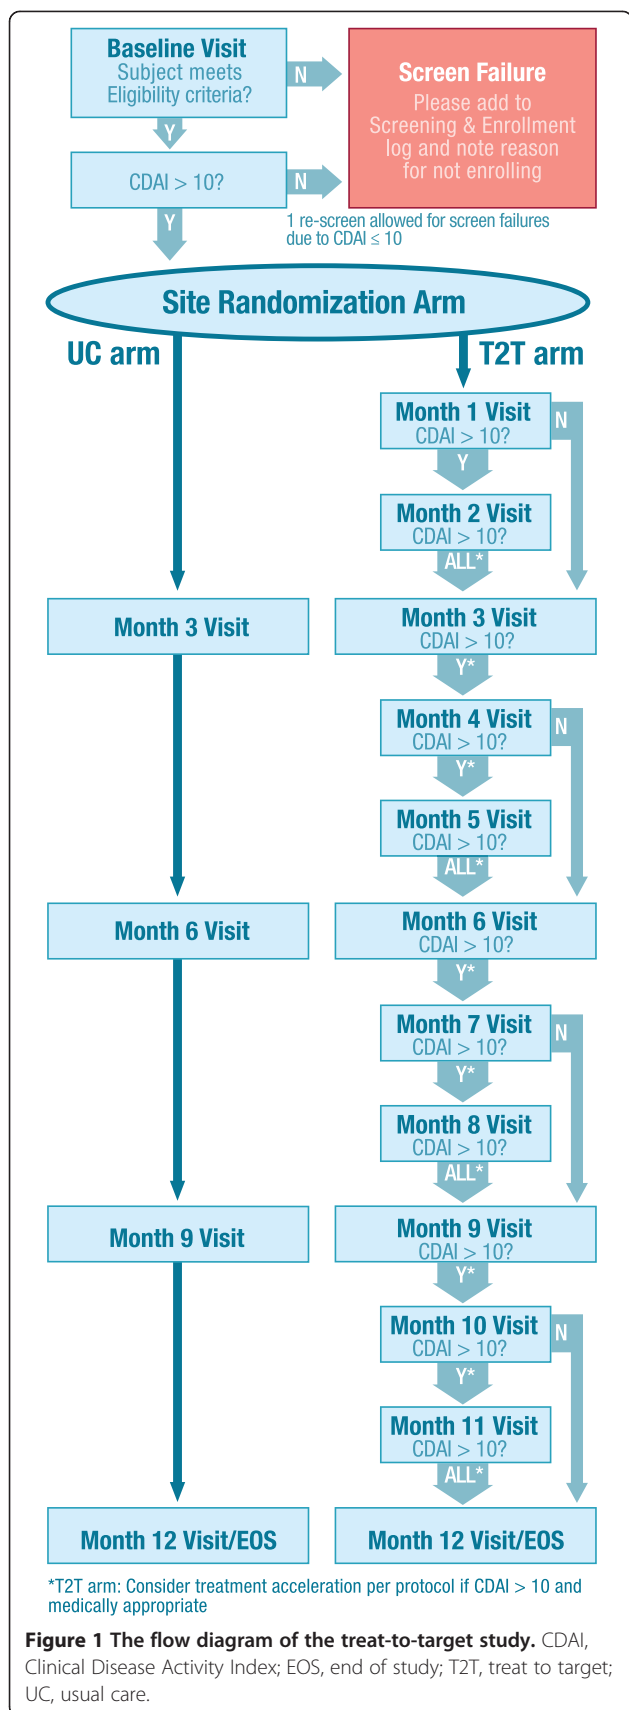 Baseline Visit
Subject meets
Eligibility criteria?
N
Screen Failure
Please add to
Screening & Enrollment
log and note reason
for not enrolling
Y
CDAI > 10?
N
Y
1 re-screen allowed for screen failures
due to CDAI ≤ 10
Site Randomization Arm
UC arm
T2T arm
Month 1 Visit
CDAI > 10?
N
Y
Month 2 Visit
CDAI > 10?
ALL*
Month 3 Visit
Month 3 Visit
CDAI > 10?
Y*
Month 4 Visit
CDAI > 10?
N
Y*
Month 5 Visit
CDAI > 10?
ALL*
Month 6 Visit
Month 6 Visit
CDAI > 10?
Y*
Month 7 Visit
CDAI > 10?
N
Y*
Month 8 Visit
CDAI > 10?
ALL*
Month 9 Visit
Month 9 Visit
CDAI > 10?
Y*
Month 10 Visit
CDAI > 10?
N
Y*
Month 11 Visit
CDAI > 10?
ALL*
Month 12 Visit/EOS
Month 12 Visit/EOS
*T2T arm: Consider treatment acceleration per protocol if CDAI > 10 and
medically appropriate
Figure 1 The flow diagram of the treat-to-target study. CDAI,
Clinical Disease Activity Index; EOS, end of study; T2T, treat to target;
UC, usual care.